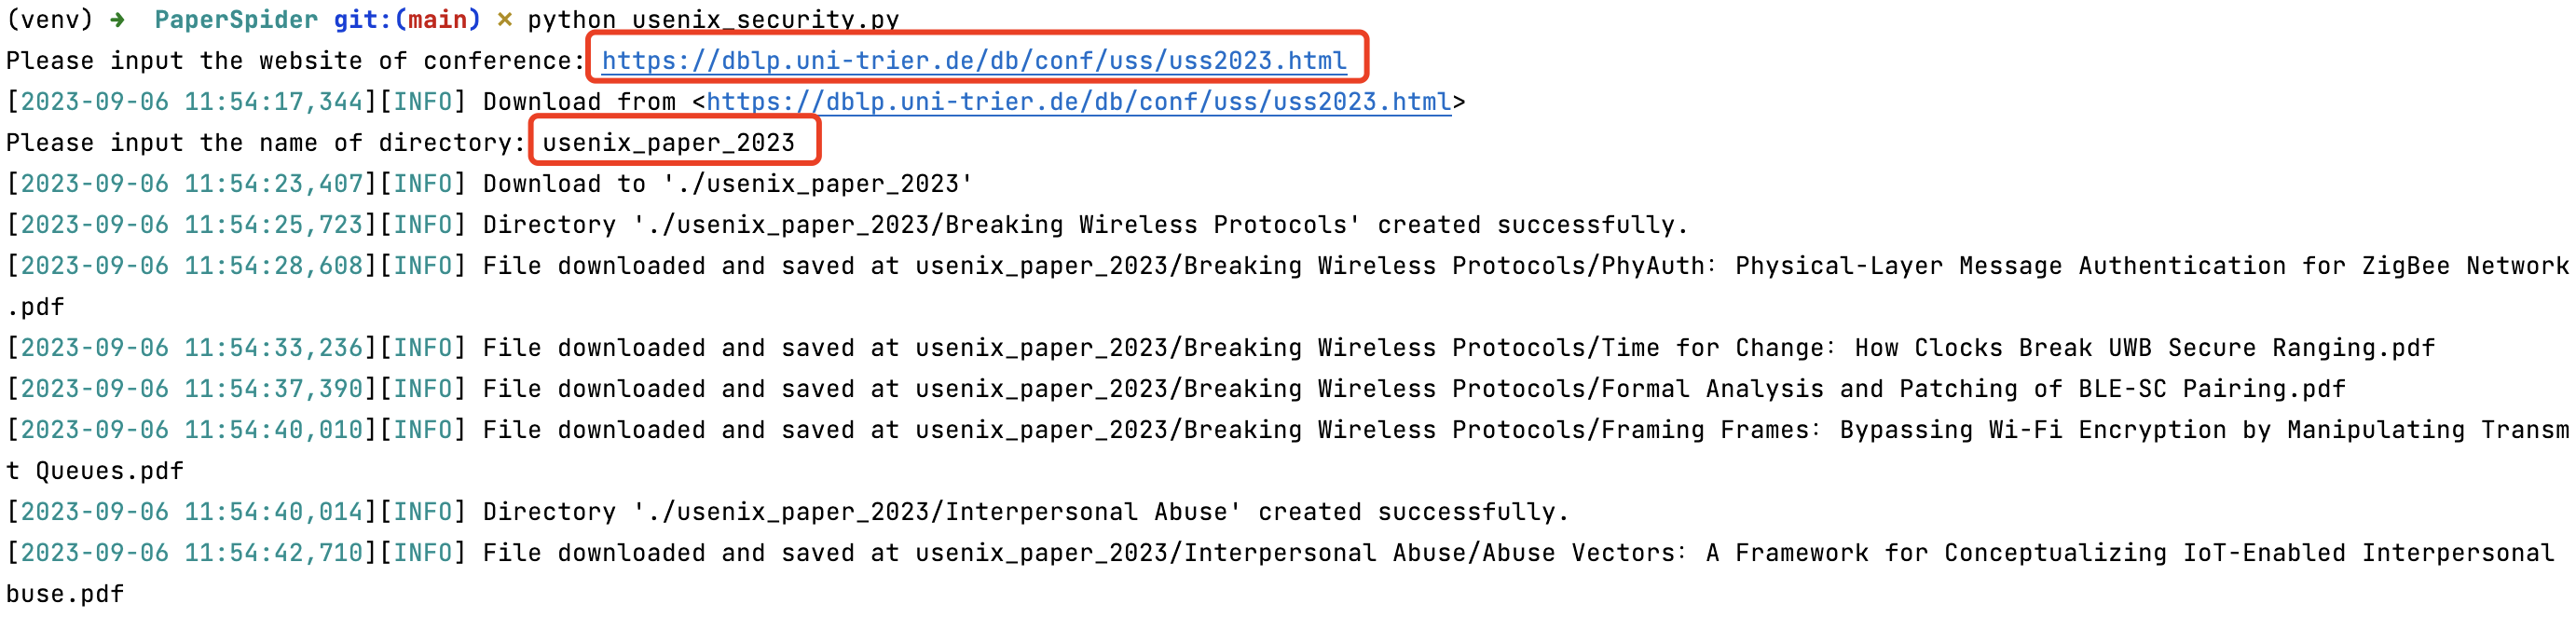 (venv) ➜ PaperSpider git:(main) ✗ python usenix_security.py
Please input the website of conference: https://dblp.uni-trier.de/db/conf/uss/uss2023.html
[2023-09-06 11:54:17,344][INFO] Download from <https://dblp.uni-trier.de/db/conf/uss/uss2023.html>
Please input the name of directory: usenix_paper_2023
[2023-09-06 11:54:23,407][INFO] Download to './usenix_paper_2023'
[2023-09-06 11:54:25,723][INFO] Directory './usenix_paper_2023/Breaking Wireless Protocols' created successfully.
[2023-09-06 11:54:28,608][INFO] File downloaded and saved at usenix_paper_2023/Breaking Wireless Protocols/PhyAuth: Physical-Layer Message Authentication for ZigBee Network
.pdf
[2023-09-06 11:54:33,236][INFO] File downloaded and saved at usenix_paper_2023/Breaking Wireless Protocols/Time for Change: How Clocks Break UWB Secure Ranging.pdf
[2023-09-06 11:54:37,390][INFO] File downloaded and saved at usenix_paper_2023/Breaking Wireless Protocols/Formal Analysis and Patching of BLE-SC Pairing.pdf
[2023-09-06 11:54:40,010][INFO] File downloaded and saved at usenix_paper_2023/Breaking Wireless Protocols/Framing Frames: Bypassing Wi-Fi Encryption by Manipulating Transm
t Queues.pdf
[2023-09-06 11:54:40,014][INFO] Directory './usenix_paper_2023/Interpersonal Abuse' created successfully.
[2023-09-06 11:54:42,710][INFO] File downloaded and saved at usenix_paper_2023/Interpersonal Abuse/Abuse Vectors: A Framework for Conceptualizing IoT-Enabled Interpersonal
buse.pdf